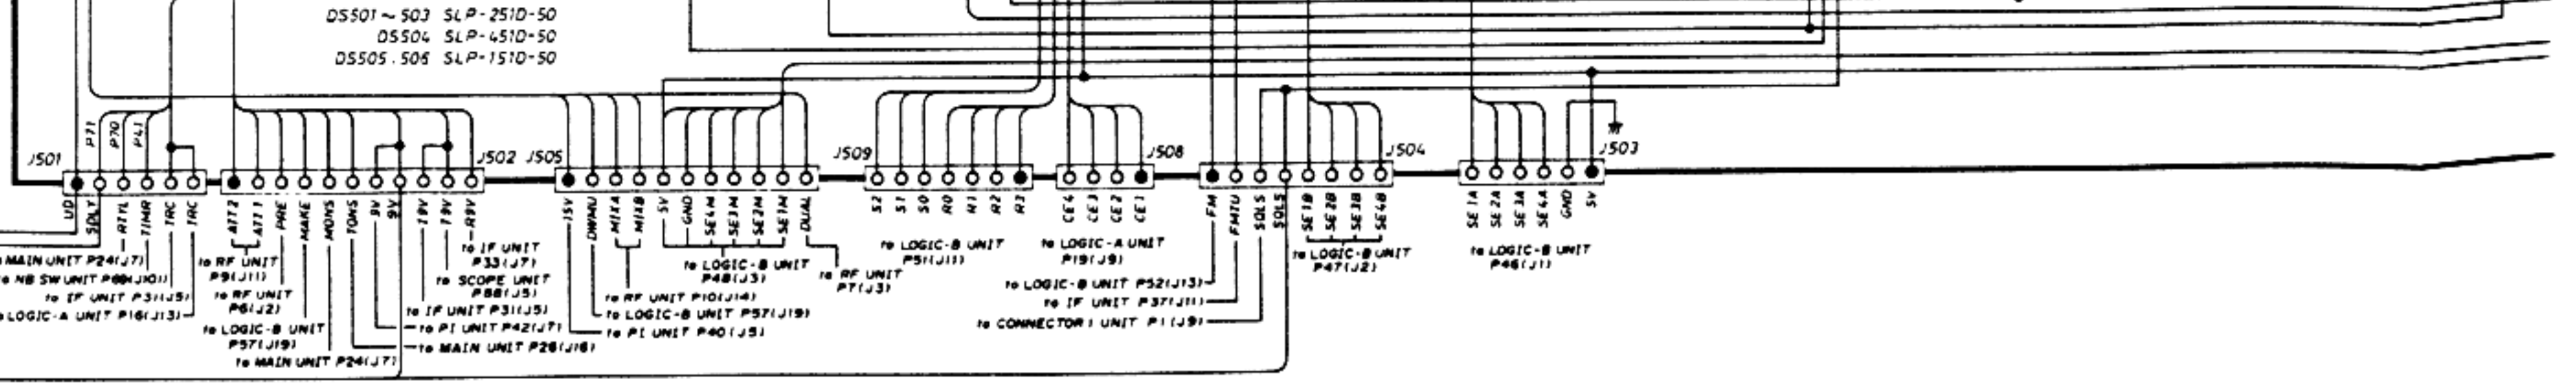 DS501~503 SLP-251D-50
DS504 SLP-451D-50
DS505.506 SLP-151D-50
P71
P70
P41
J501
J502
J505
J509
J508
J504
J503
UD
SDLY
RTYL
TIMR
TRC
TRC
ATT2
ATT1
PRE
MAKE
MONS
TONS
9V
9V
T9V
T9V
R9V
15V
DWMU
MIXA
MIXB
5V
GND
SE4M
SE3M
SE2M
SE1M
DUAL
S2
S1
S0
R0
R1
R2
R3
CE4
CE3
CE2
CE1
FM
FMTU
SQLS
SQLS
SE1B
SE2B
SE3B
SE4B
SE1A
SE2A
SE3A
SE4A
GND
5V
MAIN UNIT P24(J7)
to NB SW UNIT P69(J10)
to IF UNIT P31(J5)
to LOGIC-A UNIT P16(J13)
to RF UNIT
P9(J11)
to RF UNIT
P6(J2)
to LOGIC-B UNIT
P57(J19)
to MAIN UNIT P24(J7)
to IF UNIT
P33(J7)
to SCOPE UNIT
P88(J5)
to IF UNIT P31(J5)
to PI UNIT P42(J7)
to MAIN UNIT P26(J16)
to LOGIC-B UNIT
P48(J3)
to RF UNIT
P7(J3)
to RF UNIT P10(J14)
to LOGIC-B UNIT P57(J19)
to PI UNIT P40(J5)
to LOGIC-B UNIT
P51(J11)
to LOGIC-A UNIT
P19(J9)
to LOGIC-B UNIT P52(J13)
to IF UNIT P37(J11)
to CONNECTOR1 UNIT P1(J9)
to LOGIC-B UNIT
P47(J2)
to LOGIC-B UNIT
P46(J1)